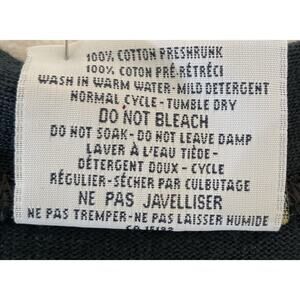 100% COTTON PRESHRUNK
100% COTON PRÉ-RÉTRÉCI
WASH IN WARM WATER-MILD DETERGENT
NORMAL CYCLE-TUMBLE DRY
DO NOT BLEACH
DO NOT SOAK-DO NOT LEAVE DAMP
LAVER À L'EAU TIÈDE-
DÉTERGENT DOUX-CYCLE
RÉGULIER-SÉCHER PAR CULBUTAGE
NE PAS JAVELLISER
NE PAS TREMPER-NE PAS LAISSER HUMIDE